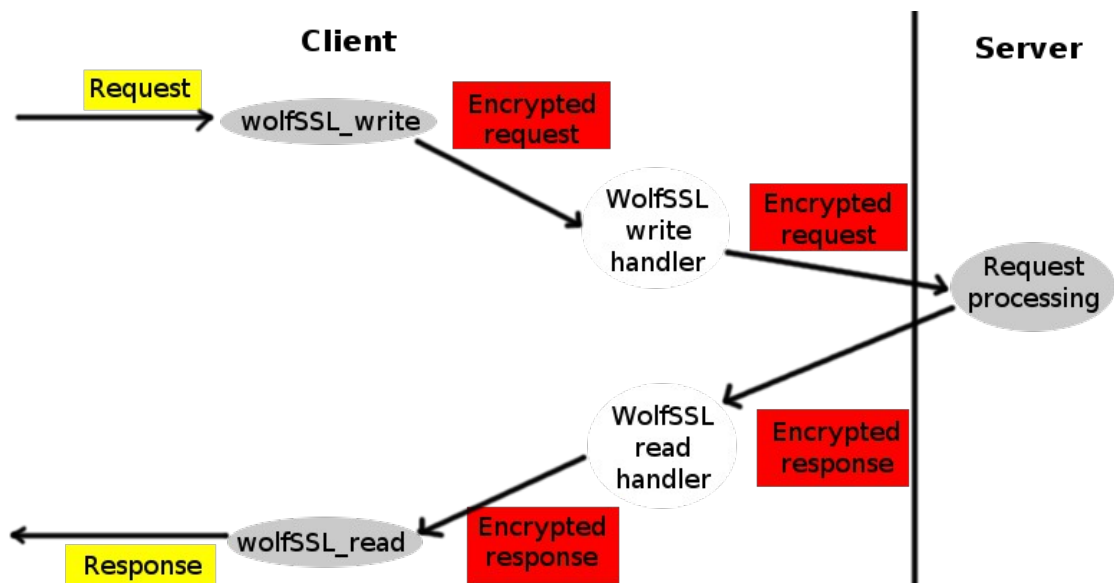 Client
Server
Request
wolfSSL_write
Encrypted
request
WolfSSL
write
handler
Encrypted
request
Request
processing
WolfSSL
read
handler
Encrypted
response
Encrypted
response
wolfSSL_read
Response